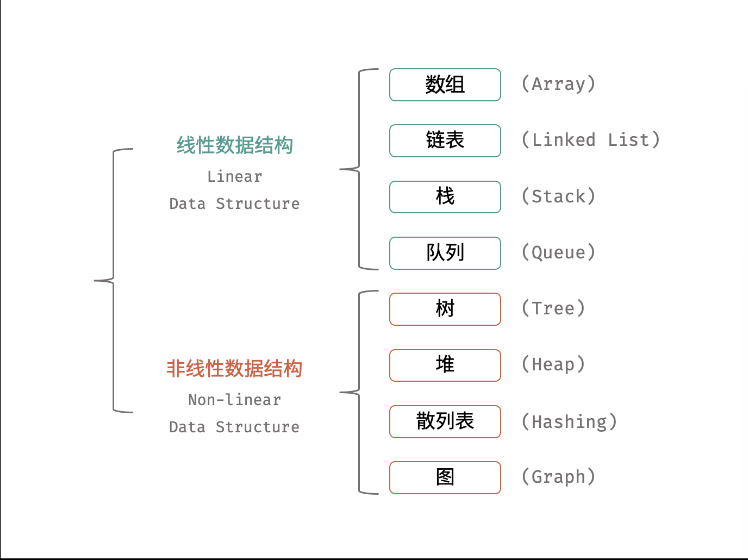 线性数据结构
Linear
Data Structure
数组 (Array)
链表 (Linked List)
栈 (Stack)
队列 (Queue)
非线性数据结构
Non-linear
Data Structure
树 (Tree)
堆 (Heap)
散列表 (Hashing)
图 (Graph)